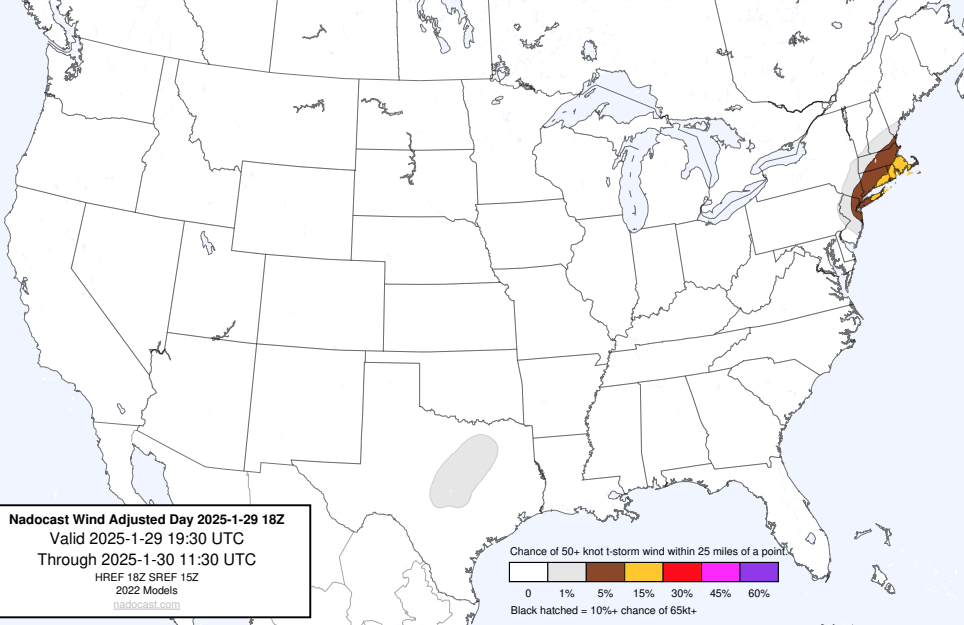 Nadocast Wind Adjusted Day 2025-1-29 18Z
Valid 2025-1-29 19:30 UTC
Through 2025-1-30 11:30 UTC
HREF 18Z SREF 15Z
2022 Models
nadocast.com
Chance of 50+ knot t-storm wind within 25 miles of a point.
0 1% 5% 15% 30% 45% 60%
Black hatched = 10%+ chance of 65kt+